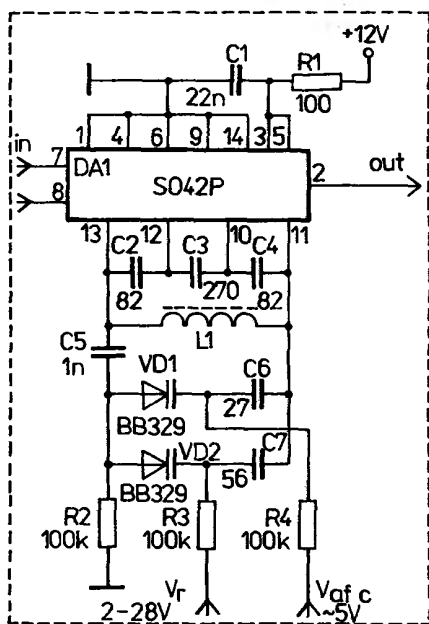 +12V
C1
R1
22n
100
1 4 6 9 14 3 5
in
7 DA1
S042P
2 out
8
13 12 10 11
C2 C3 C4
82 270 82
L1
C5
1n
VD1
C6
BB329
27
VD2
C7
BB329
56
R2 R3 R4
100k 100k 100k
Vr
Vaf c
2-28V
~5V